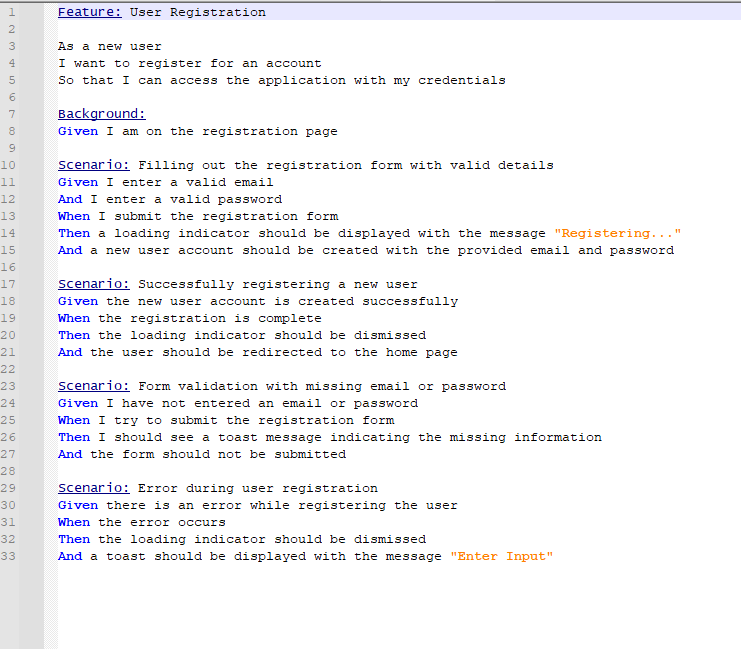 1 Feature: User Registration
2
3 As a new user
4 I want to register for an account
5 So that I can access the application with my credentials
6
7 Background:
8 Given I am on the registration page
9
10 Scenario: Filling out the registration form with valid details
11 Given I enter a valid email
12 And I enter a valid password
13 When I submit the registration form
14 Then a loading indicator should be displayed with the message "Registering..."
15 And a new user account should be created with the provided email and password
16
17 Scenario: Successfully registering a new user
18 Given the new user account is created successfully
19 When the registration is complete
20 Then the loading indicator should be dismissed
21 And the user should be redirected to the home page
22
23 Scenario: Form validation with missing email or password
24 Given I have not entered an email or password
25 When I try to submit the registration form
26 Then I should see a toast message indicating the missing information
27 And the form should not be submitted
28
29 Scenario: Error during user registration
30 Given there is an error while registering the user
31 When the error occurs
32 Then the loading indicator should be dismissed
33 And a toast should be displayed with the message "Enter Input"